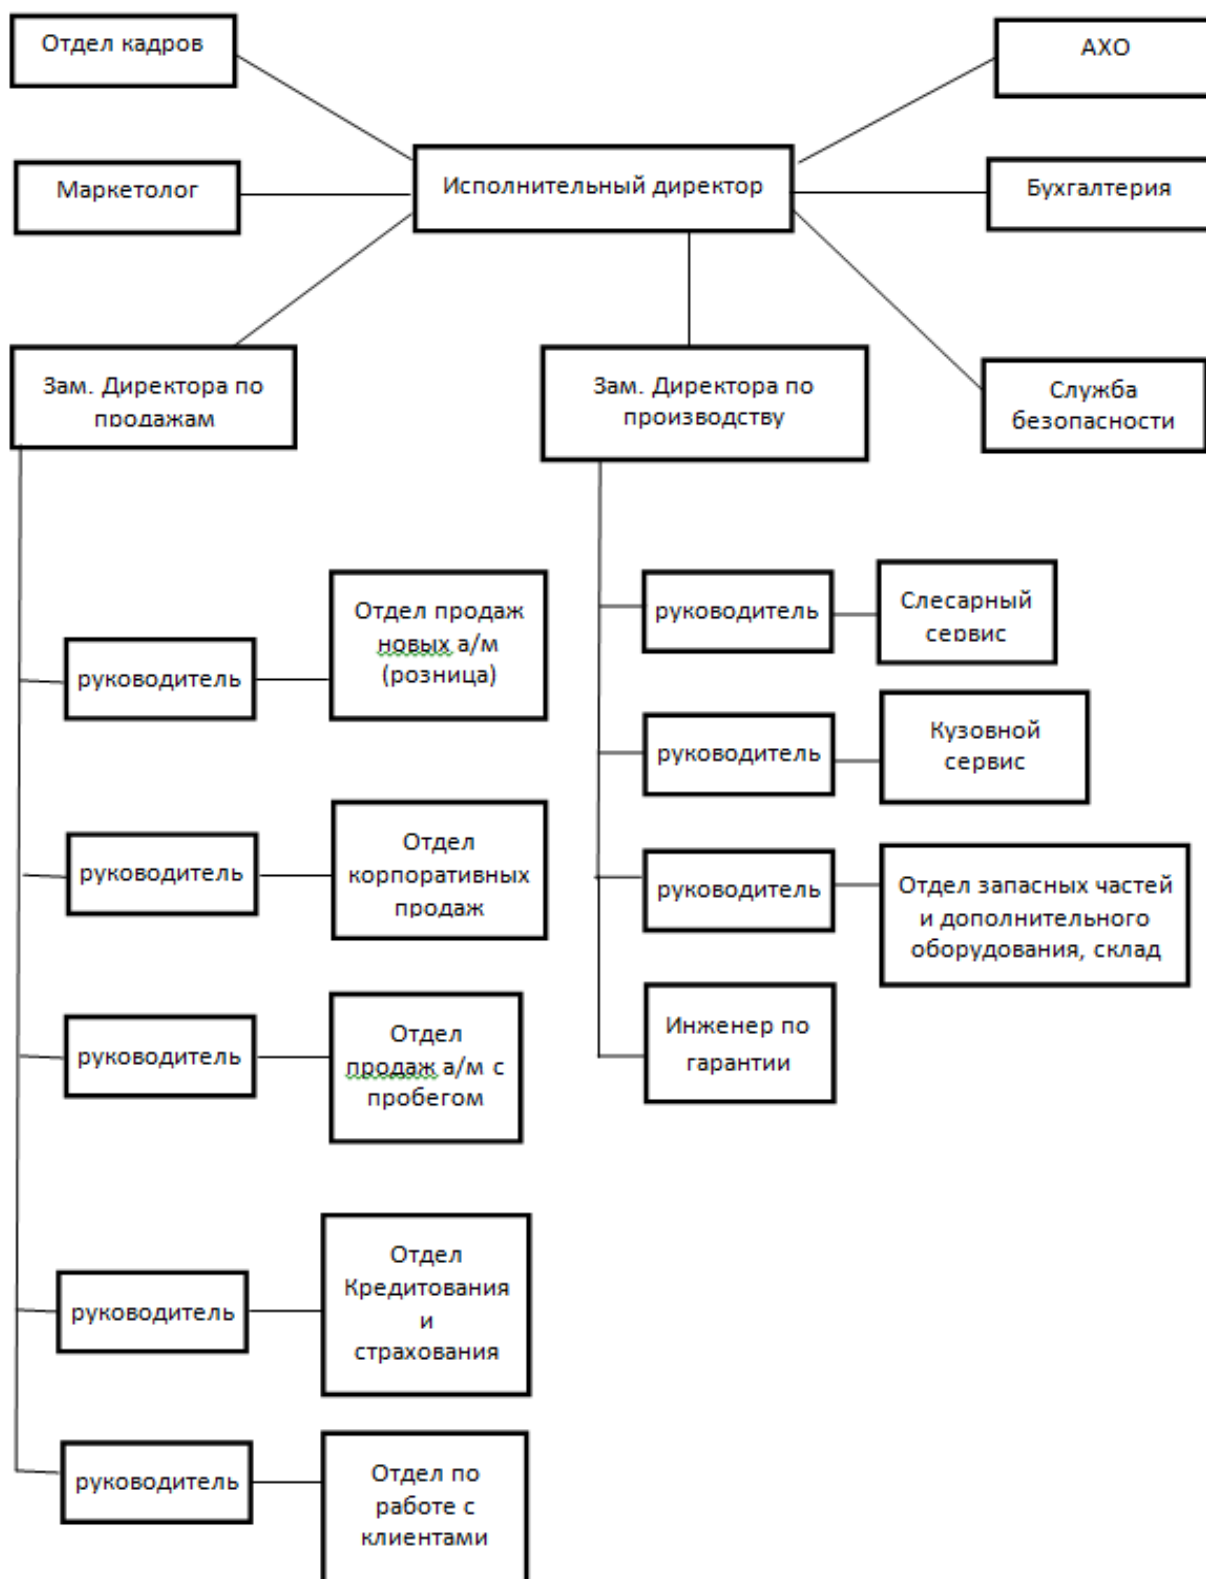 Отдел кадров
АХО
Маркетолог
Исполнительный директор
Бухгалтерия
Зам. Директора по
продажам
Зам. Директора по
производству
Служба
безопасности
руководитель
Отдел продаж
новых а/м
(розница)
руководитель
Отдел
корпоративных
продаж
руководитель
Отдел
продаж а/м с
пробегом
руководитель
Отдел
Кредитования
и
страхования
руководитель
Отдел по
работе с
клиентами
руководитель
Слесарный
сервис
руководитель
Кузовной
сервис
руководитель
Отдел запасных частей
и дополнительного
оборудования, склад
Инженер по
гарантии